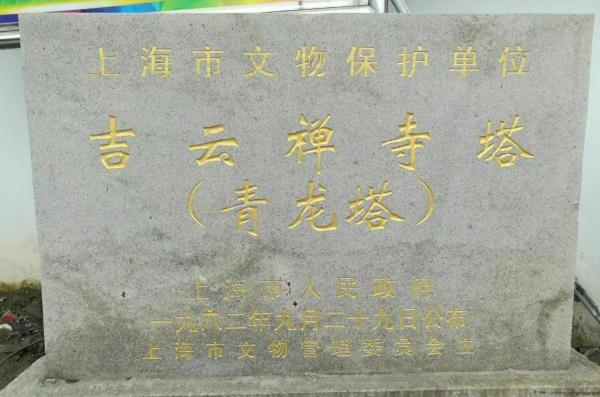 上海市文物保护单位
吉云禅寺塔
（青龙塔）
上海市人民政府
一九六二年九月二十九日公布
上海市文物管理委员会立